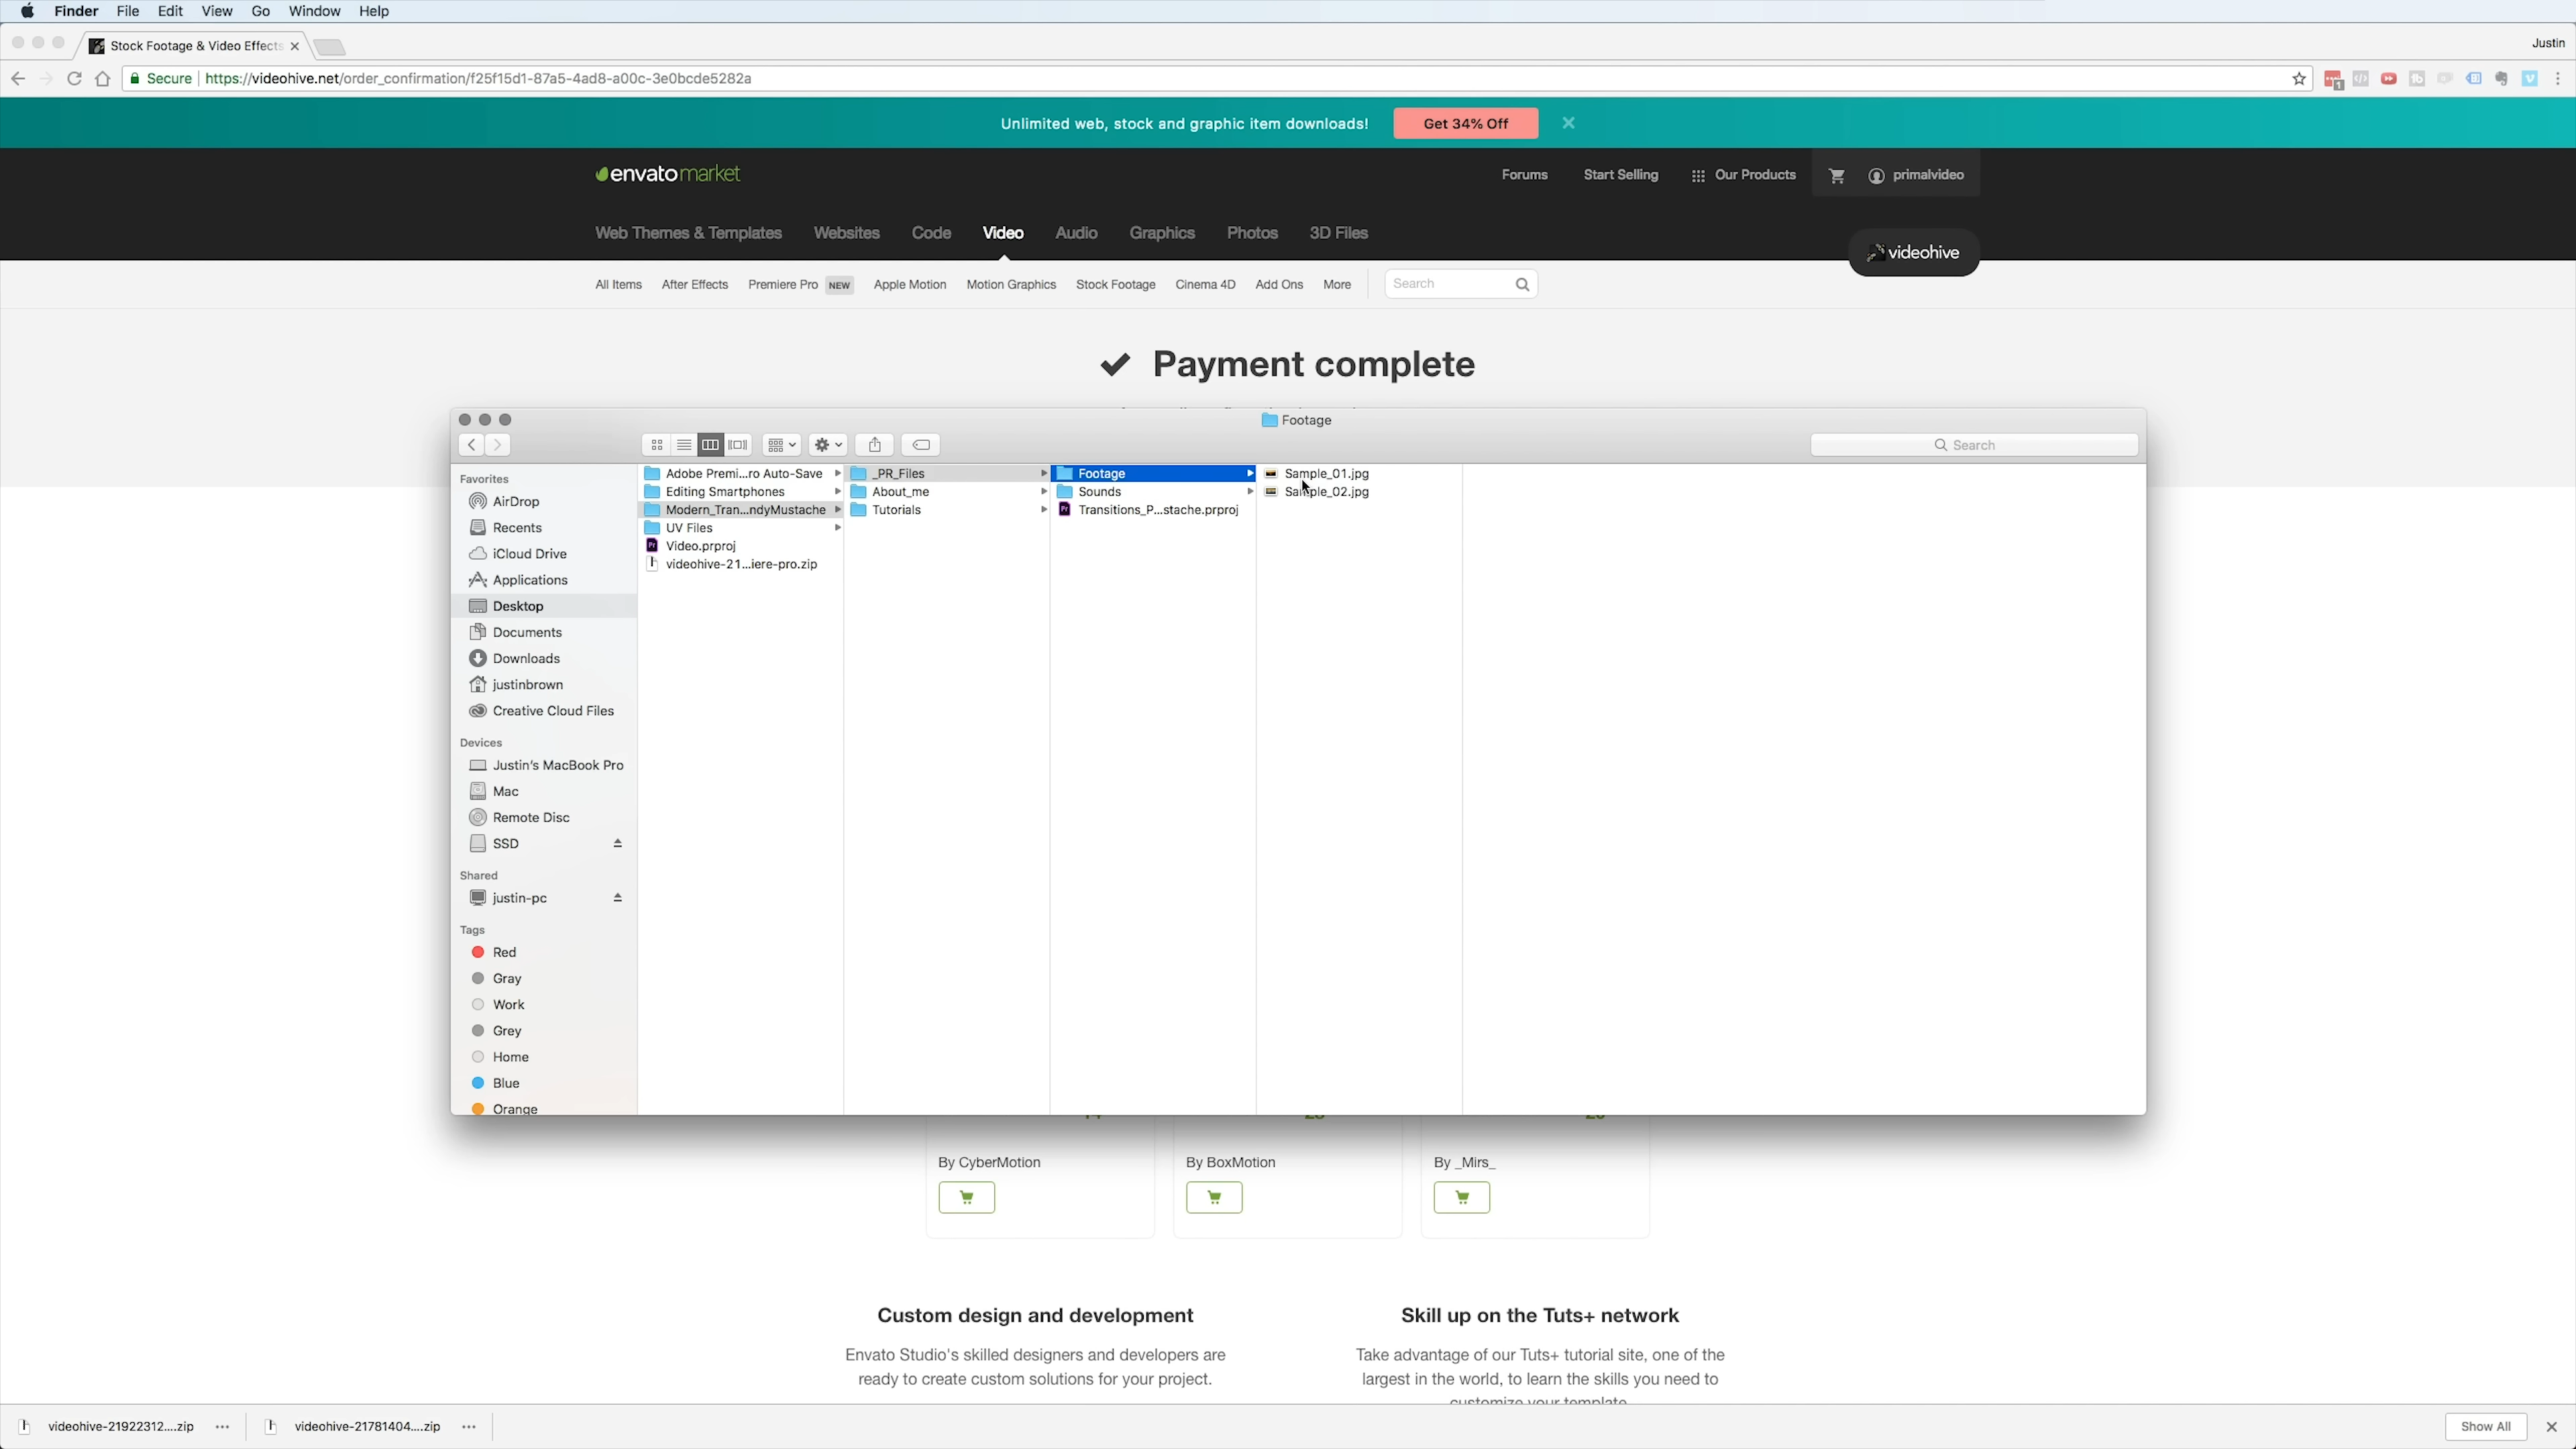 Finder File Edit View Go Window Help
Stock Footage & Video Effects
Justin
Secure https://videohive.net/order_confirmation/f25f15d1-87a5-4ad8-a00c-3e0bcde5282a
Unlimited web, stock and graphic item downloads! Get 34% Off
envatomarket
Forums Start Selling Our Products primalvideo
Web Themes & Templates Websites Code Video Audio Graphics Photos 3D Files
videohive
All Items After Effects Premiere Pro NEW Apple Motion Motion Graphics Stock Footage Cinema 4D Add Ons More Search
Payment complete
Footage
Search
Favorites
AirDrop
Recents
iCloud Drive
Applications
Desktop
Documents
Downloads
justinbrown
Creative Cloud Files
Devices
Justin's MacBook Pro
Mac
Remote Disc
SSD
Shared
justin-pc
Tags
Red
Gray
Work
Grey
Home
Blue
Orange
Adobe Premi...ro Auto-Save
Editing Smartphones
Modern_Tran...ndyMustache
UV Files
Video.prproj
videohive-21...iere-pro.zip
_PR_Files
About_me
Tutorials
Footage
Sounds
Transitions_P...stache.prproj
Sample_01.jpg
Sample_02.jpg
By CyberMotion
By BoxMotion
By _Mirs_
Custom design and development
Envato Studio's skilled designers and developers are
ready to create custom solutions for your project.
Skill up on the Tuts+ network
Take advantage of our Tuts+ tutorial site, one of the
largest in the world, to learn the skills you need to
customize your template.
videohive-21922312....zip
videohive-21781404....zip
Show All